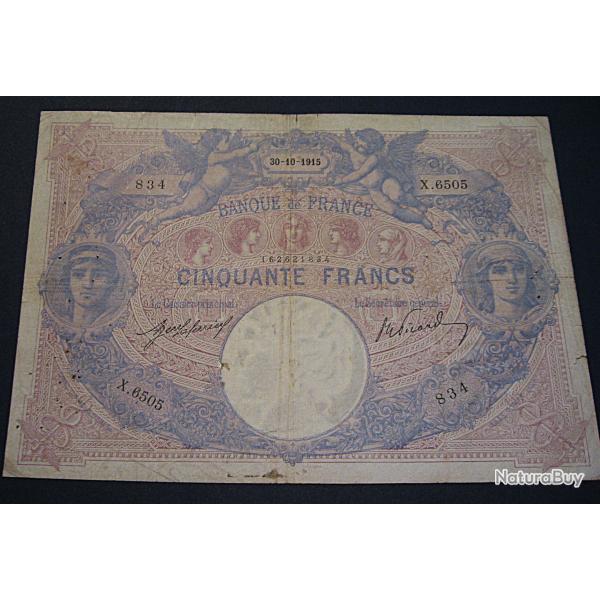 30-10-1915
834 X.6505
BANQUE de FRANCE
162621834
CINQUANTE FRANCS
Le Caissier principal Le Secrétaire général
X.6505 834
NaturaBuy